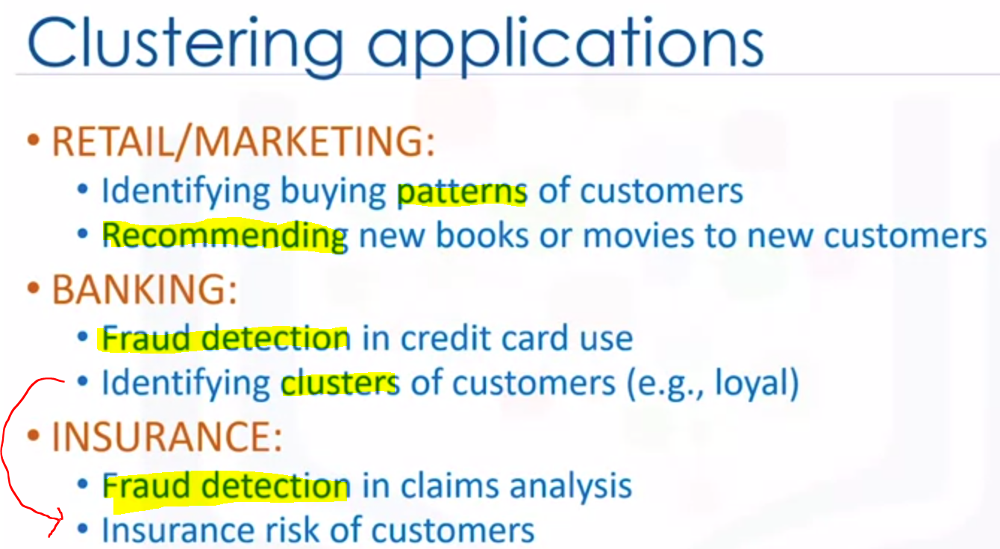 Clustering applications
• RETAIL/MARKETING:
• Identifying buying patterns of customers
• Recommending new books or movies to new customers
• BANKING:
• Fraud detection in credit card use
• Identifying clusters of customers (e.g., loyal)
• INSURANCE:
• Fraud detection in claims analysis
• Insurance risk of customers